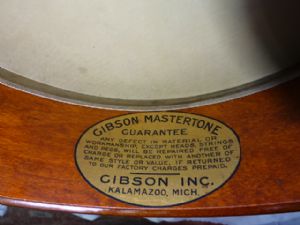 GIBSON MASTERTONE
GUARANTEE
ANY DEFECT IN MATERIAL OR
WORKMANSHIP, EXCEPT HEADS, STRINGS
AND PEGS, WILL BE REPAIRED FREE OF
CHARGE OR REPLACED WITH ANOTHER OF
SAME STYLE OR VALUE, IF RETURNED
TO OUR FACTORY CHARGES PREPAID.
GIBSON INC.
KALAMAZOO, MICH.